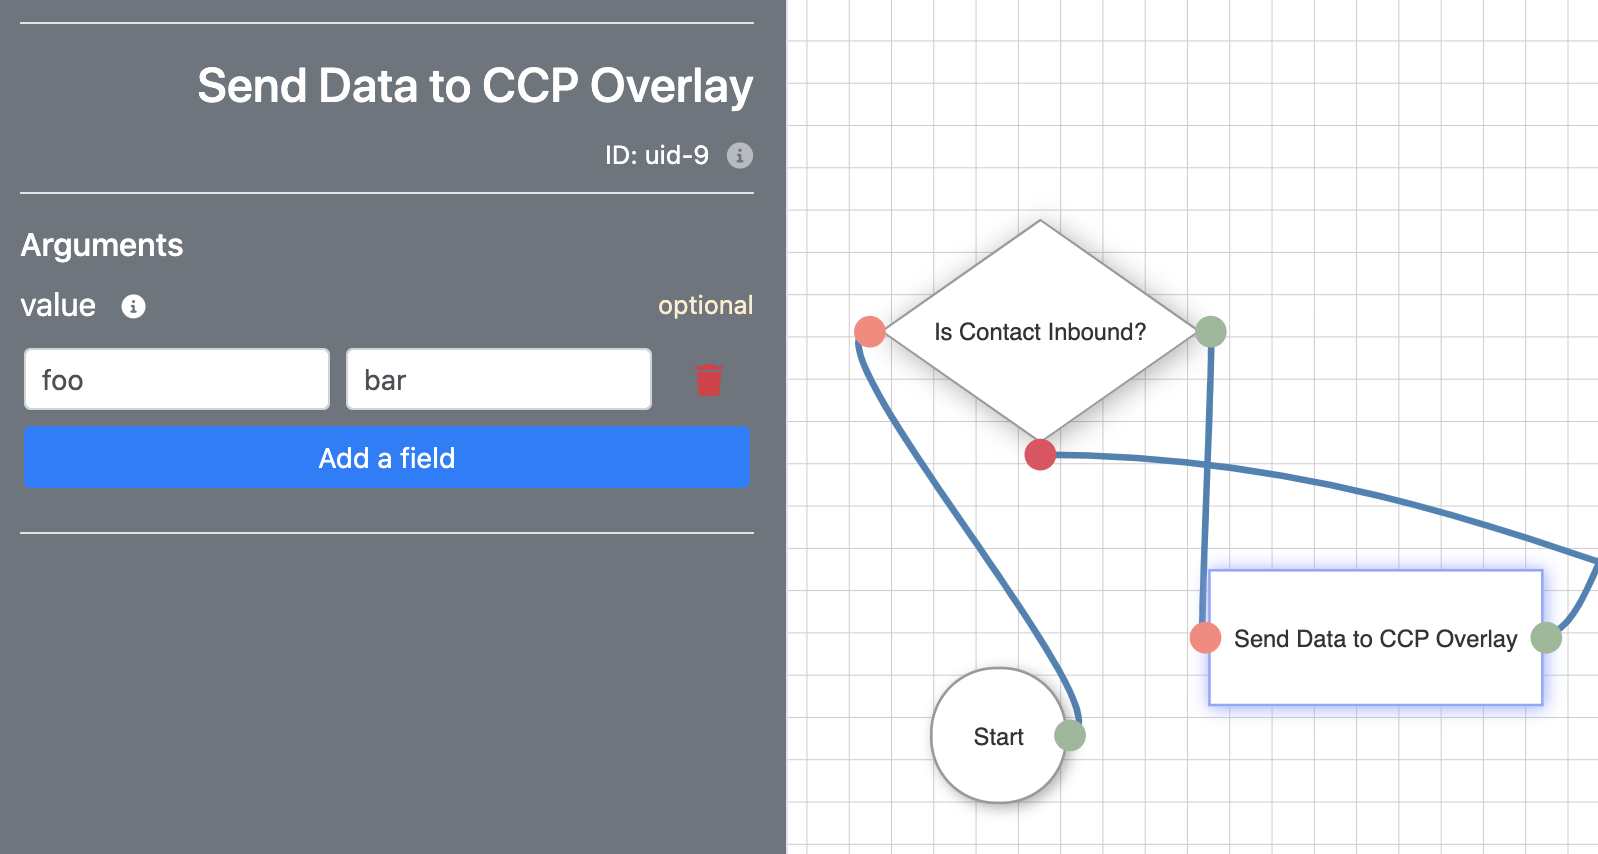 Send Data to CCP Overlay
ID: uid-9
Arguments
value optional
foo bar
Add a field
Is Contact Inbound?
Send Data to CCP Overlay
Start